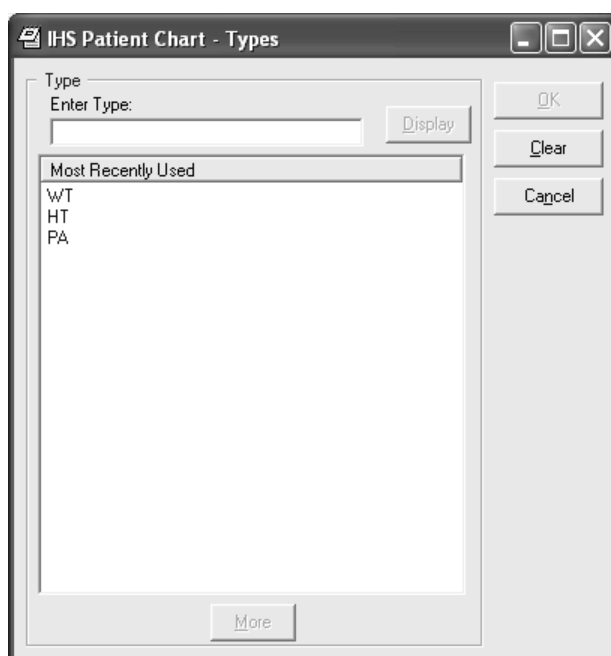 IHS Patient Chart - Types
Type
Enter Type:
Display
OK
Clear
Cancel
Most Recently Used
WT
HT
PA
More